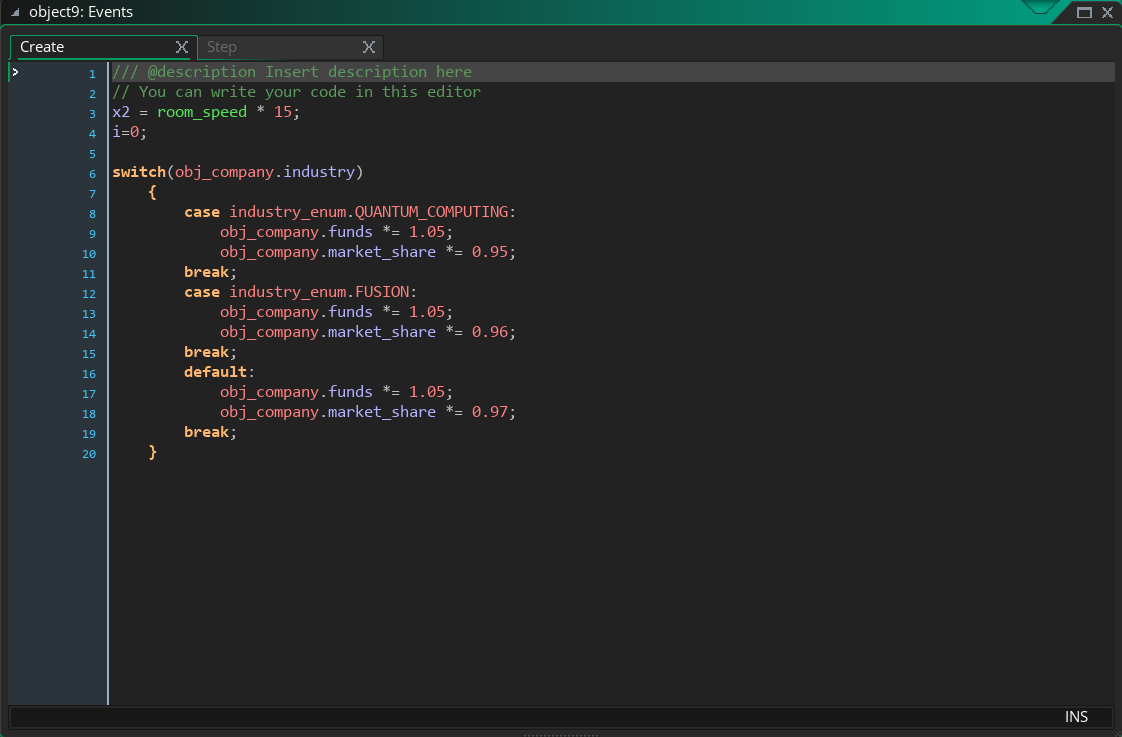 object9: Events
Create
Step
1 /// @description Insert description here
2 // You can write your code in this editor
3 x2 = room_speed * 15;
4 i=0;
5
6 switch(obj_company.industry)
7 {
8 case industry_enum.QUANTUM_COMPUTING:
9 obj_company.funds *= 1.05;
10 obj_company.market_share *= 0.95;
11 break;
12 case industry_enum.FUSION:
13 obj_company.funds *= 1.05;
14 obj_company.market_share *= 0.96;
15 break;
16 default:
17 obj_company.funds *= 1.05;
18 obj_company.market_share *= 0.97;
19 break;
20 }
INS